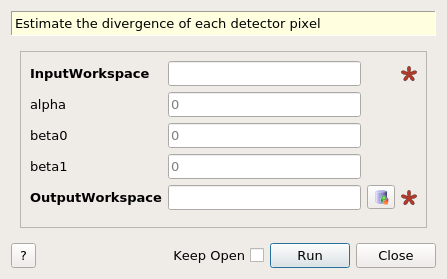 Estimate the divergence of each detector pixel
InputWorkspace
alpha 0
beta0 0
beta1 0
OutputWorkspace
? Keep Open Run Close